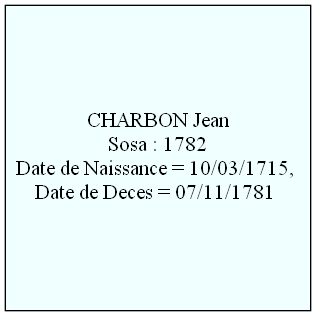 CHARBON Jean
Sosa : 1782
Date de Naissance = 10/03/1715,
Date de Deces = 07/11/1781